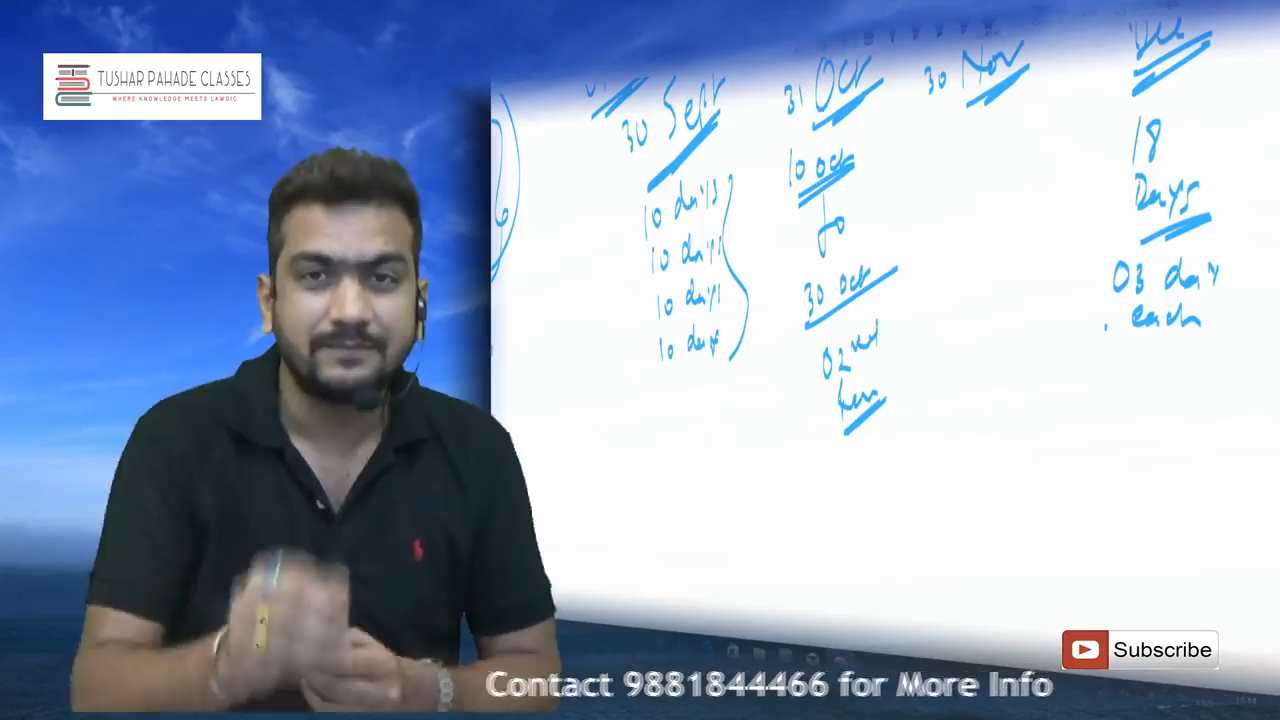 TUSHAR PAHADE CLASSES
WHERE KNOWLEDGE MEETS LAWGIC
30 Sept
10 days
10 days
10 days
10 days
31 Oct
10 Oct
to
30 Oct
02nd
30 Nov
Dec
18
Days
03 days
each
Subscribe
Contact 9881844466 for More Info